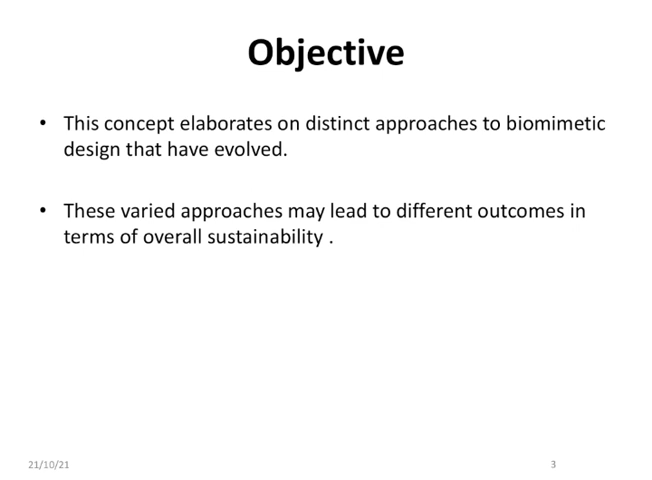 Objective
• This concept elaborates on distinct approaches to biomimetic
design that have evolved.
• These varied approaches may lead to different outcomes in
terms of overall sustainability .
21/10/21
3